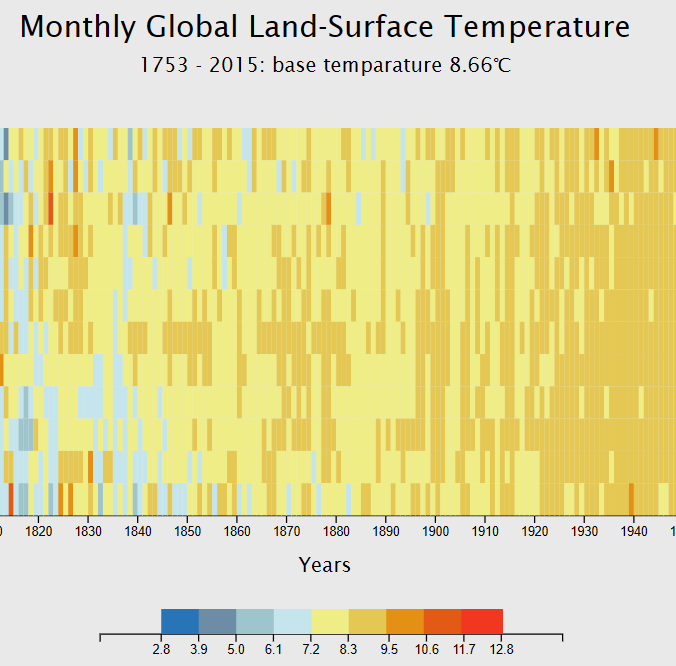 Monthly Global Land-Surface Temperature
1753 - 2015: base temparature 8.66℃
0 1820 1830 1840 1850 1860 1870 1880 1890 1900 1910 1920 1930 1940 1
Years
2.8 3.9 5.0 6.1 7.2 8.3 9.5 10.6 11.7 12.8